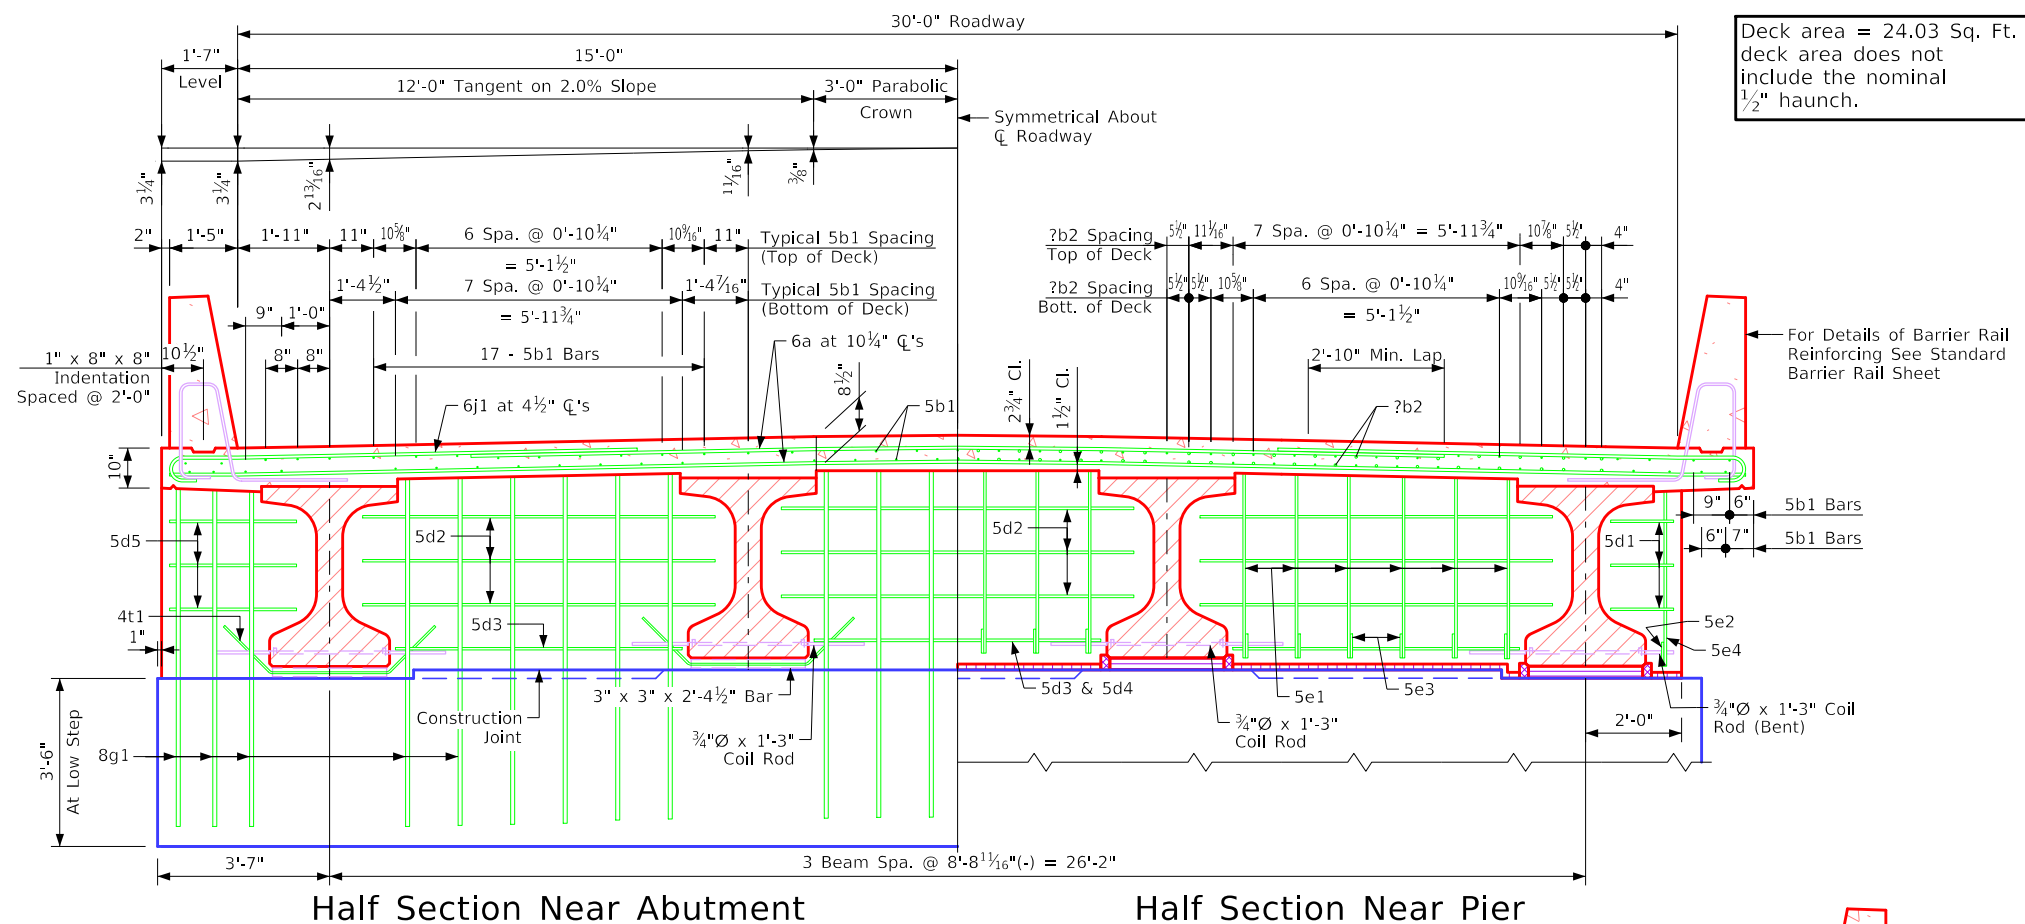 30'-0" Roadway
Deck area = 24.03 Sq. Ft.
deck area does not
include the nominal
½" haunch.
1'-7"
Level
15'-0"
12'-0" Tangent on 2.0% Slope
3'-0" Parabolic
Crown
Symmetrical About
℄ Roadway
3¼"
3¼"
2 13/16"
11/16"
3/8"
2"
1'-5"
1'-11"
11"
10⅝"
6 Spa. @ 0'-10¼"
= 5'-1½"
10 9/16"
11"
Typical 5b1 Spacing
(Top of Deck)
1'-4½"
7 Spa. @ 0'-10¼"
= 5'-11¾"
1'-4 7/16"
Typical 5b1 Spacing
(Bottom of Deck)
?b2 Spacing
Top of Deck
5½"
11 1/16"
7 Spa. @ 0'-10¼" = 5'-11¾"
10⅞"
5½"
4"
?b2 Spacing
Bott. of Deck
5½"
5½"
10⅝"
6 Spa. @ 0'-10¼"
= 5'-1½"
10 9/16"
5½"
5½"
4"
9"
1'-0"
8"
8"
17 - 5b1 Bars
1" x 8" x 8"
Indentation
Spaced @ 2'-0"
10½"
6a at 10¼" ℄'s
8½"
6j1 at 4½" ℄'s
5b1
2¾" Cl.
1½" Cl.
2'-10" Min. Lap
?b2
For Details of Barrier Rail
Reinforcing See Standard
Barrier Rail Sheet
10"
9"
6"
5b1 Bars
6"
7"
5b1 Bars
5d5
5d2
5d2
5d1
4t1
1"
5d3
5e2
5e4
3" x 3" x 2'-4½" Bar
5d3 & 5d4
5e1
5e3
Construction
Joint
¾"Ø x 1'-3"
Coil Rod
¾"Ø x 1'-3"
Coil Rod
2'-0"
¾"Ø x 1'-3" Coil
Rod (Bent)
8g1
3'-6"
At Low Step
3'-7"
3 Beam Spa. @ 8'-8 11/16"(-) = 26'-2"
Half Section Near Abutment
Half Section Near Pier